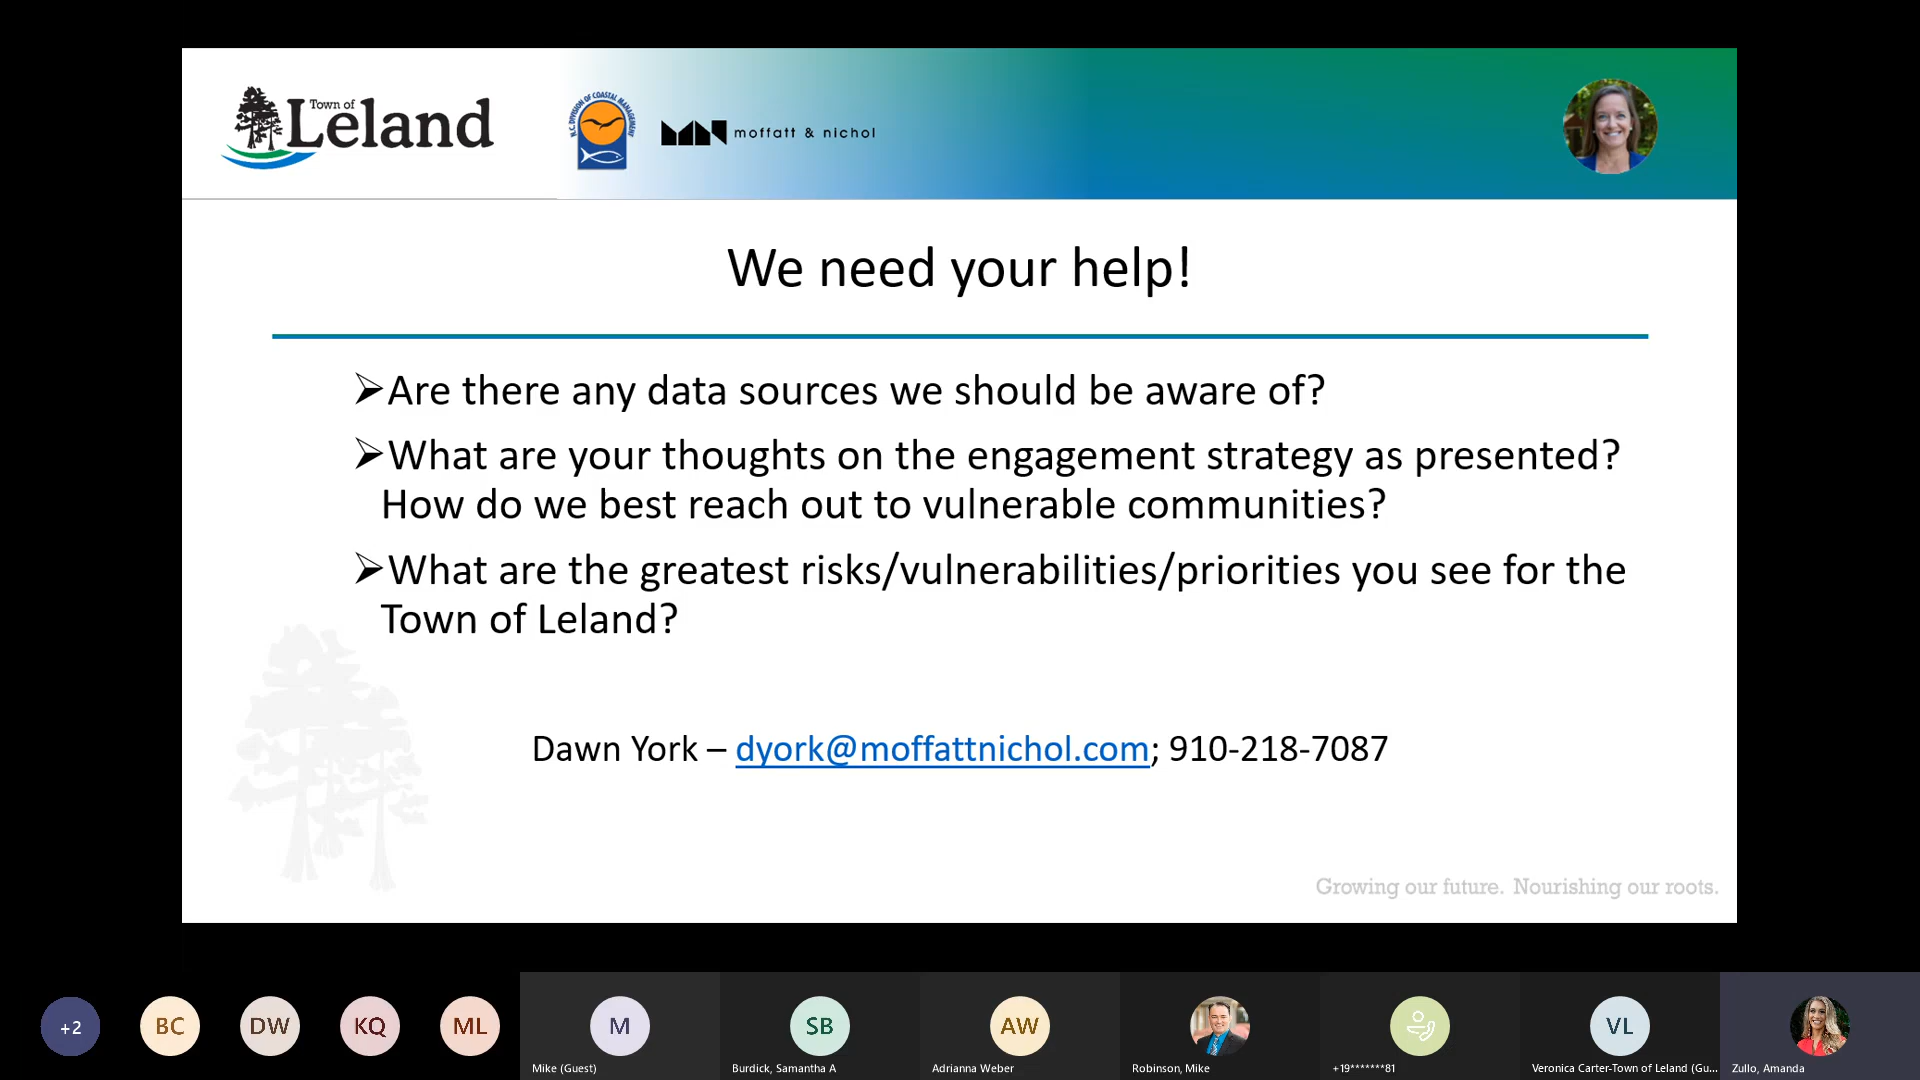 Town of
Leland
N.C. DIVISION OF COASTAL MANAGEMENT
moffatt & nichol
We need your help!
➢Are there any data sources we should be aware of?
➢What are your thoughts on the engagement strategy as presented?
How do we best reach out to vulnerable communities?
➢What are the greatest risks/vulnerabilities/priorities you see for the
Town of Leland?
Dawn York – dyork@moffattnichol.com; 910-218-7087
Growing our future. Nourishing our roots.
+2
BC
DW
KQ
ML
M
SB
AW
VL
Mike (Guest)
Burdick, Samantha A
Adrianna Weber
Robinson, Mike
+19*******81
Veronica Carter-Town of Leland (Gu...
Zullo, Amanda